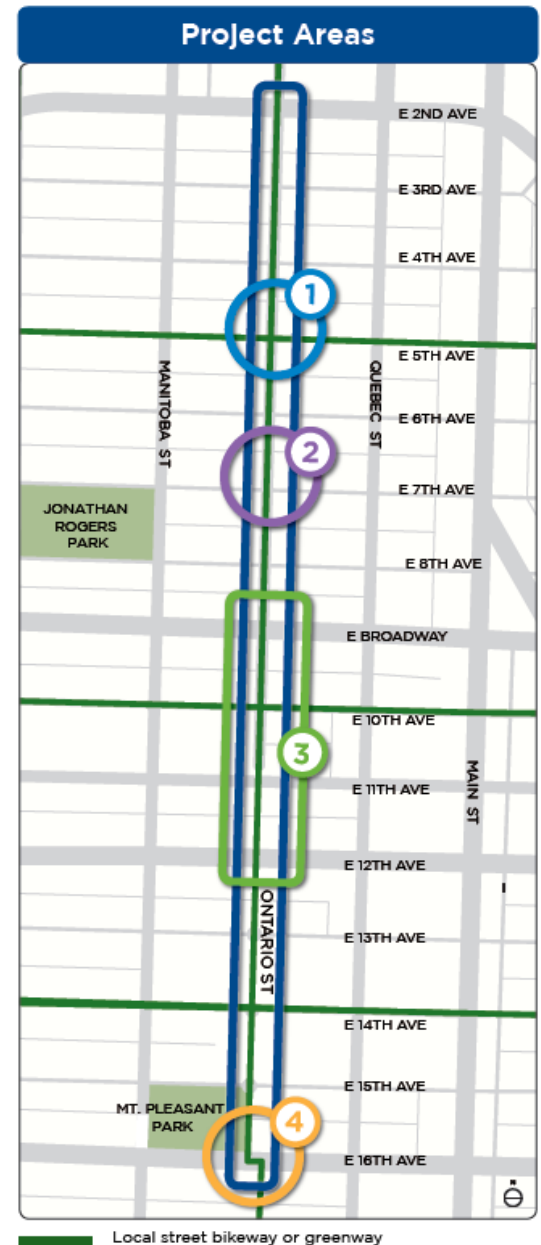 Project Areas
E 2ND AVE
E 3RD AVE
E 4TH AVE
1
E 5TH AVE
MANITOBA ST
QUEBEC ST
E 6TH AVE
2
E 7TH AVE
JONATHAN
ROGERS
PARK
E 8TH AVE
E BROADWAY
E 10TH AVE
3
E 11TH AVE
MAIN ST
E 12TH AVE
ONTARIO ST
E 13TH AVE
E 14TH AVE
E 15TH AVE
MT. PLEASANT
PARK
4
E 16TH AVE
Local street bikeway or greenway